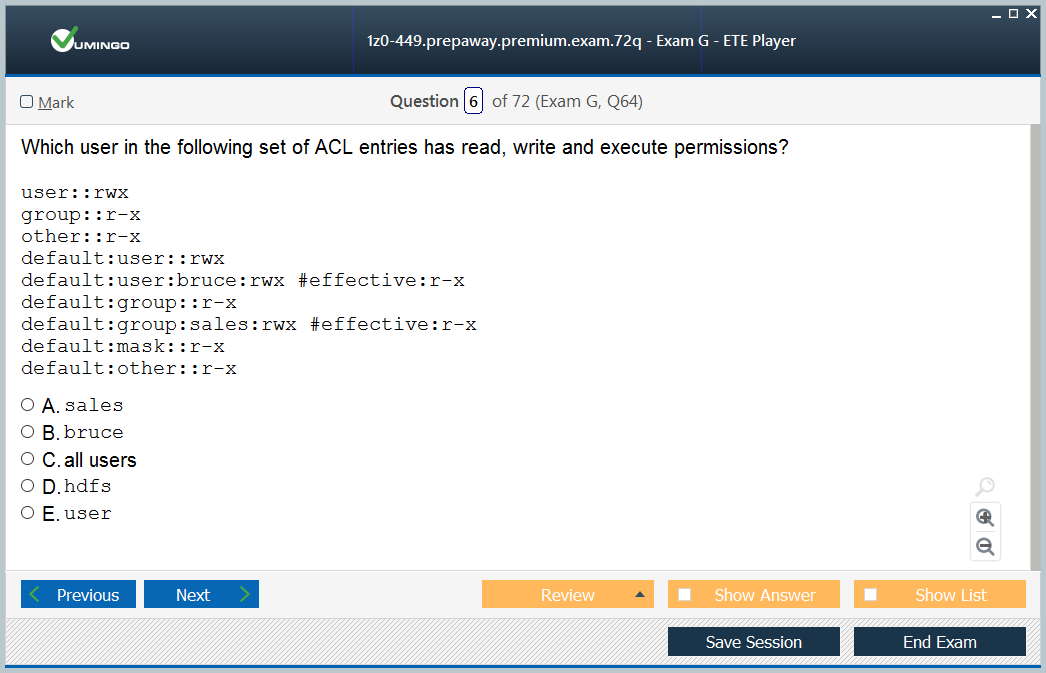 VUMINGO
1z0-449.prepaway.premium.exam.72q - Exam G - ETE Player
Mark
Question 6 of 72 (Exam G, Q64)
Which user in the following set of ACL entries has read, write and execute permissions?
user::rwx
group::r-x
other::r-x
default:user::rwx
default:user:bruce:rwx #effective:r-x
default:group::r-x
default:group:sales:rwx #effective:r-x
default:mask::r-x
default:other::r-x
A. sales
B. bruce
C. all users
D. hdfs
E. user
Previous
Next
Review
Show Answer
Show List
Save Session
End Exam